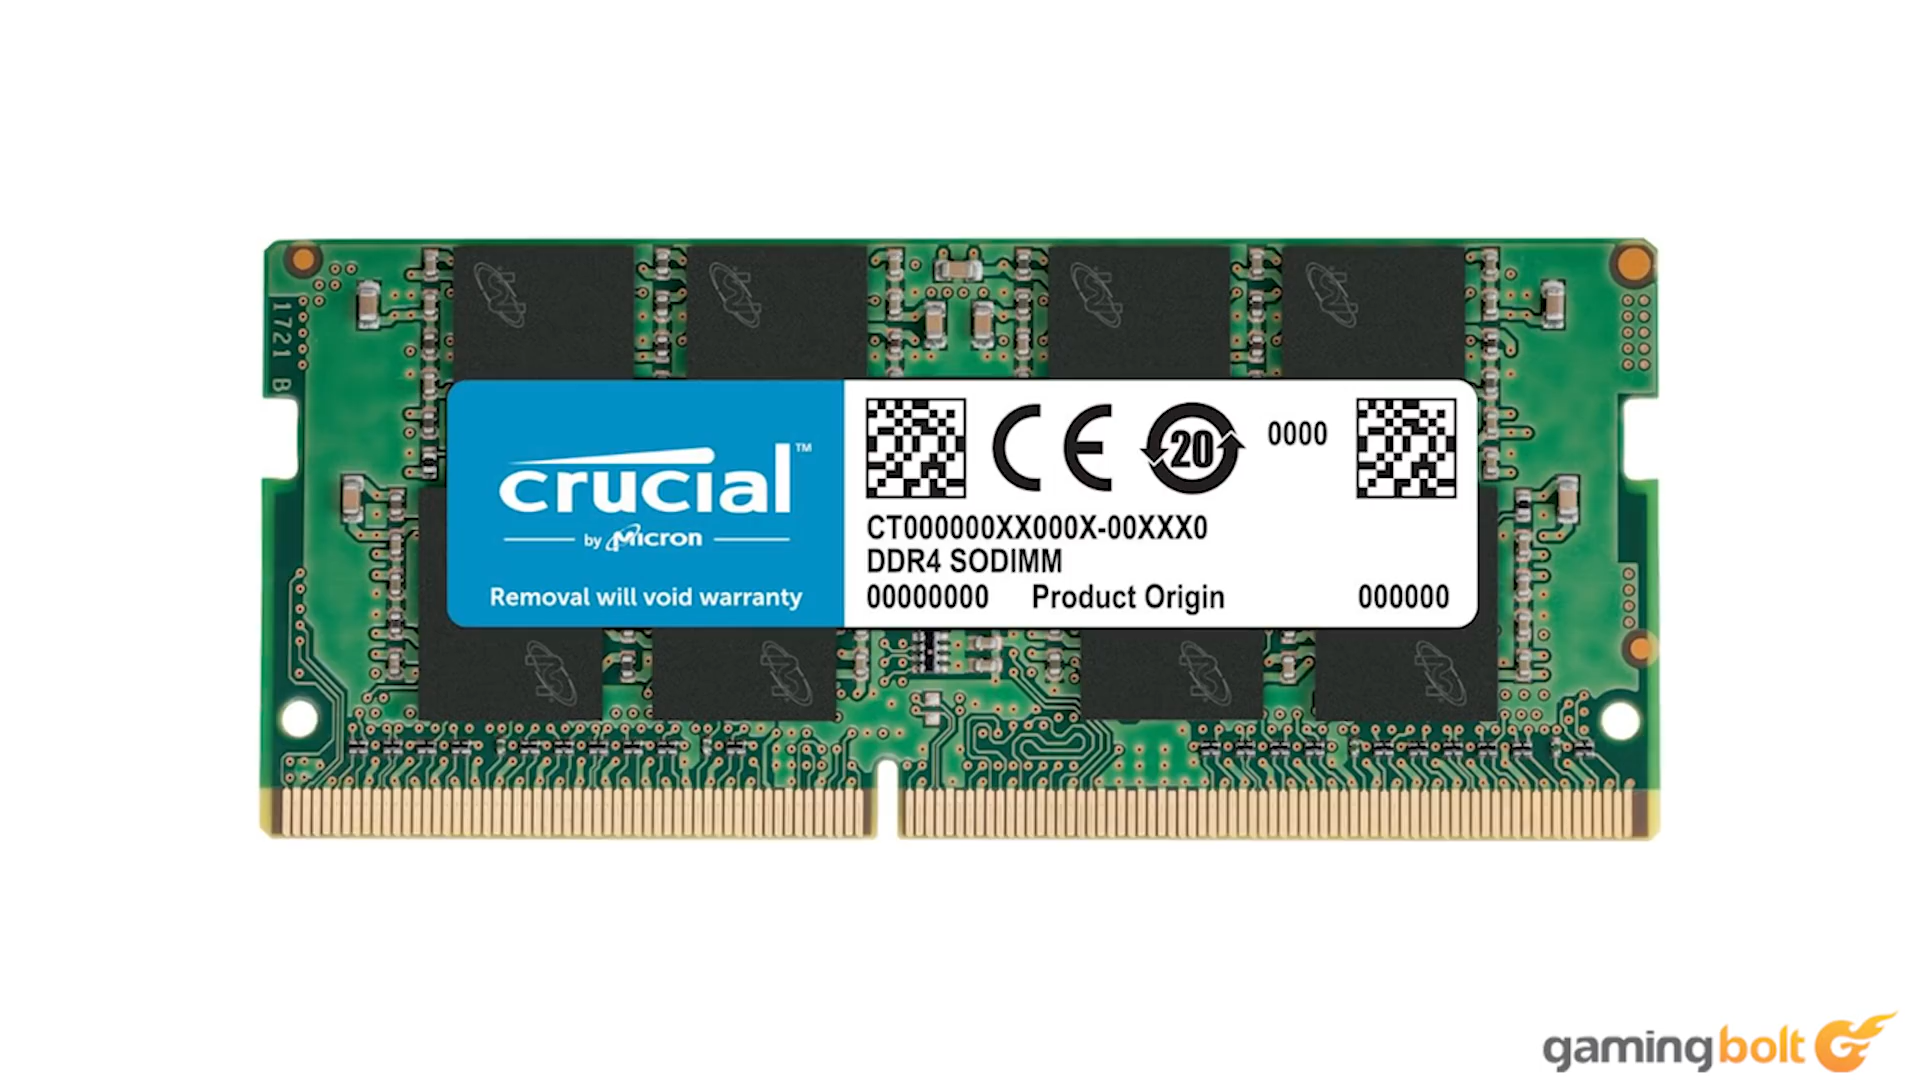 1721 B
crucial™
by Micron
Removal will void warranty
CE 20 0000
CT000000XX000X-00XXX0
DDR4 SODIMM
00000000 Product Origin 000000
gamingbolt